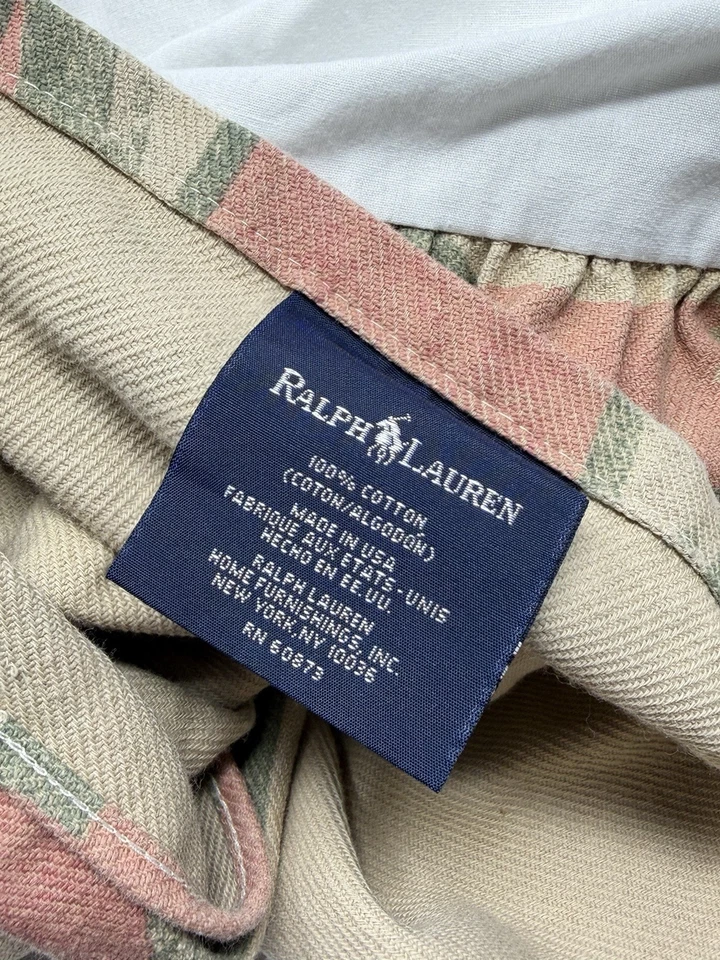 RALPH LAUREN
100% COTTON
(COTON/ALGODON)
MADE IN USA
FABRIQUE AUX ETATS-UNIS
HECHO EN EE.UU.
RALPH LAUREN
HOME FURNISHINGS, INC.
NEW YORK, NY 10036
RN 60873